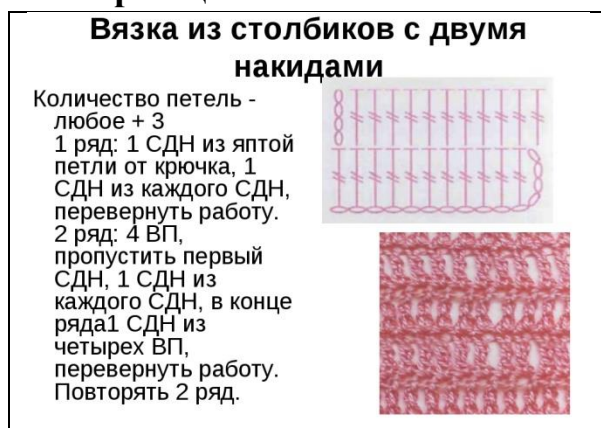 Вязка из столбиков с двумя
накидами
Количество петель -
любое + 3
1 ряд: 1 СДН из яптой
петли от крючка, 1
СДН из каждого СДН,
перевернуть работу.
2 ряд: 4 ВП,
пропустить первый
СДН, 1 СДН из
каждого СДН, в конце
ряда1 СДН из
четырех ВП,
перевернуть работу.
Повторять 2 ряд.